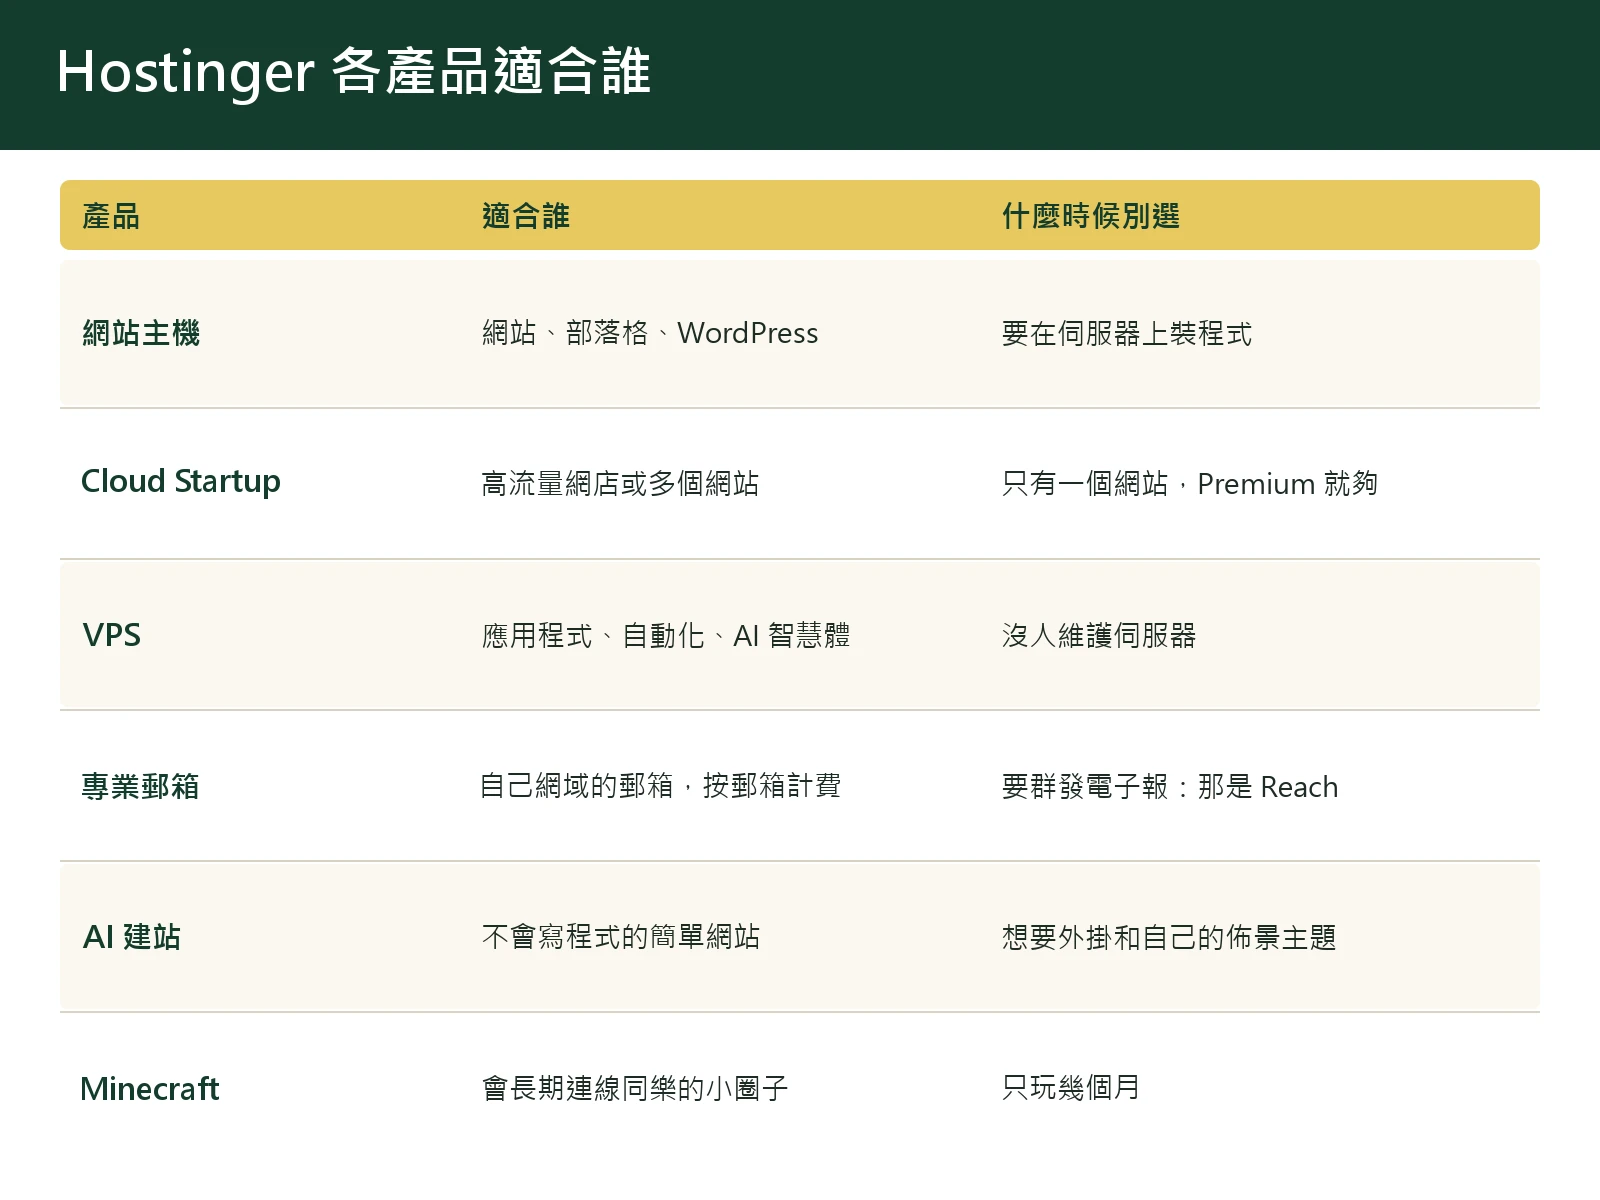 Hostinger 各產品適合誰
產品 適合誰 什麼時候別選
網站主機 網站、部落格、WordPress 要在伺服器上裝程式
Cloud Startup 高流量網店或多個網站 只有一個網站，Premium 就夠
VPS 應用程式、自動化、AI 智慧體 沒人維護伺服器
專業郵箱 自己網域的郵箱，按郵箱計費 要群發電子報：那是 Reach
AI 建站 不會寫程式的簡單網站 想要外掛和自己的佈景主題
Minecraft 會長期連線同樂的小圈子 只玩幾個月